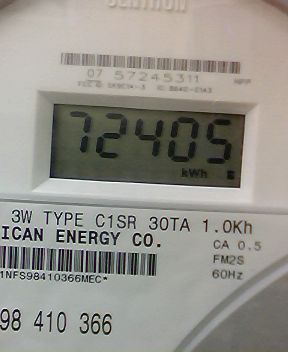 07 57245311
72405
kWh
3W TYPE C1SR 30TA 1.0Kh
ICAN ENERGY CO.
CA 0.5
FM2S
60Hz
1NFS98410366MEC*
98 410 366